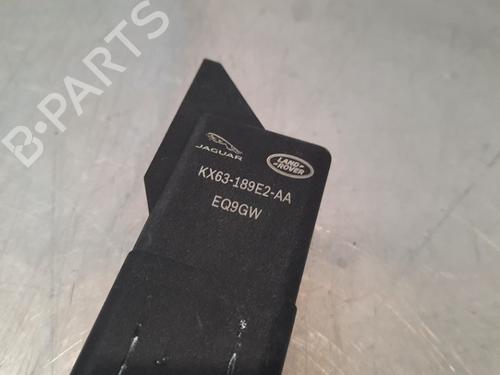 B-PARTS
JAGUAR
LAND-
ROVER
KX63-189E2-AA
EQ9GW